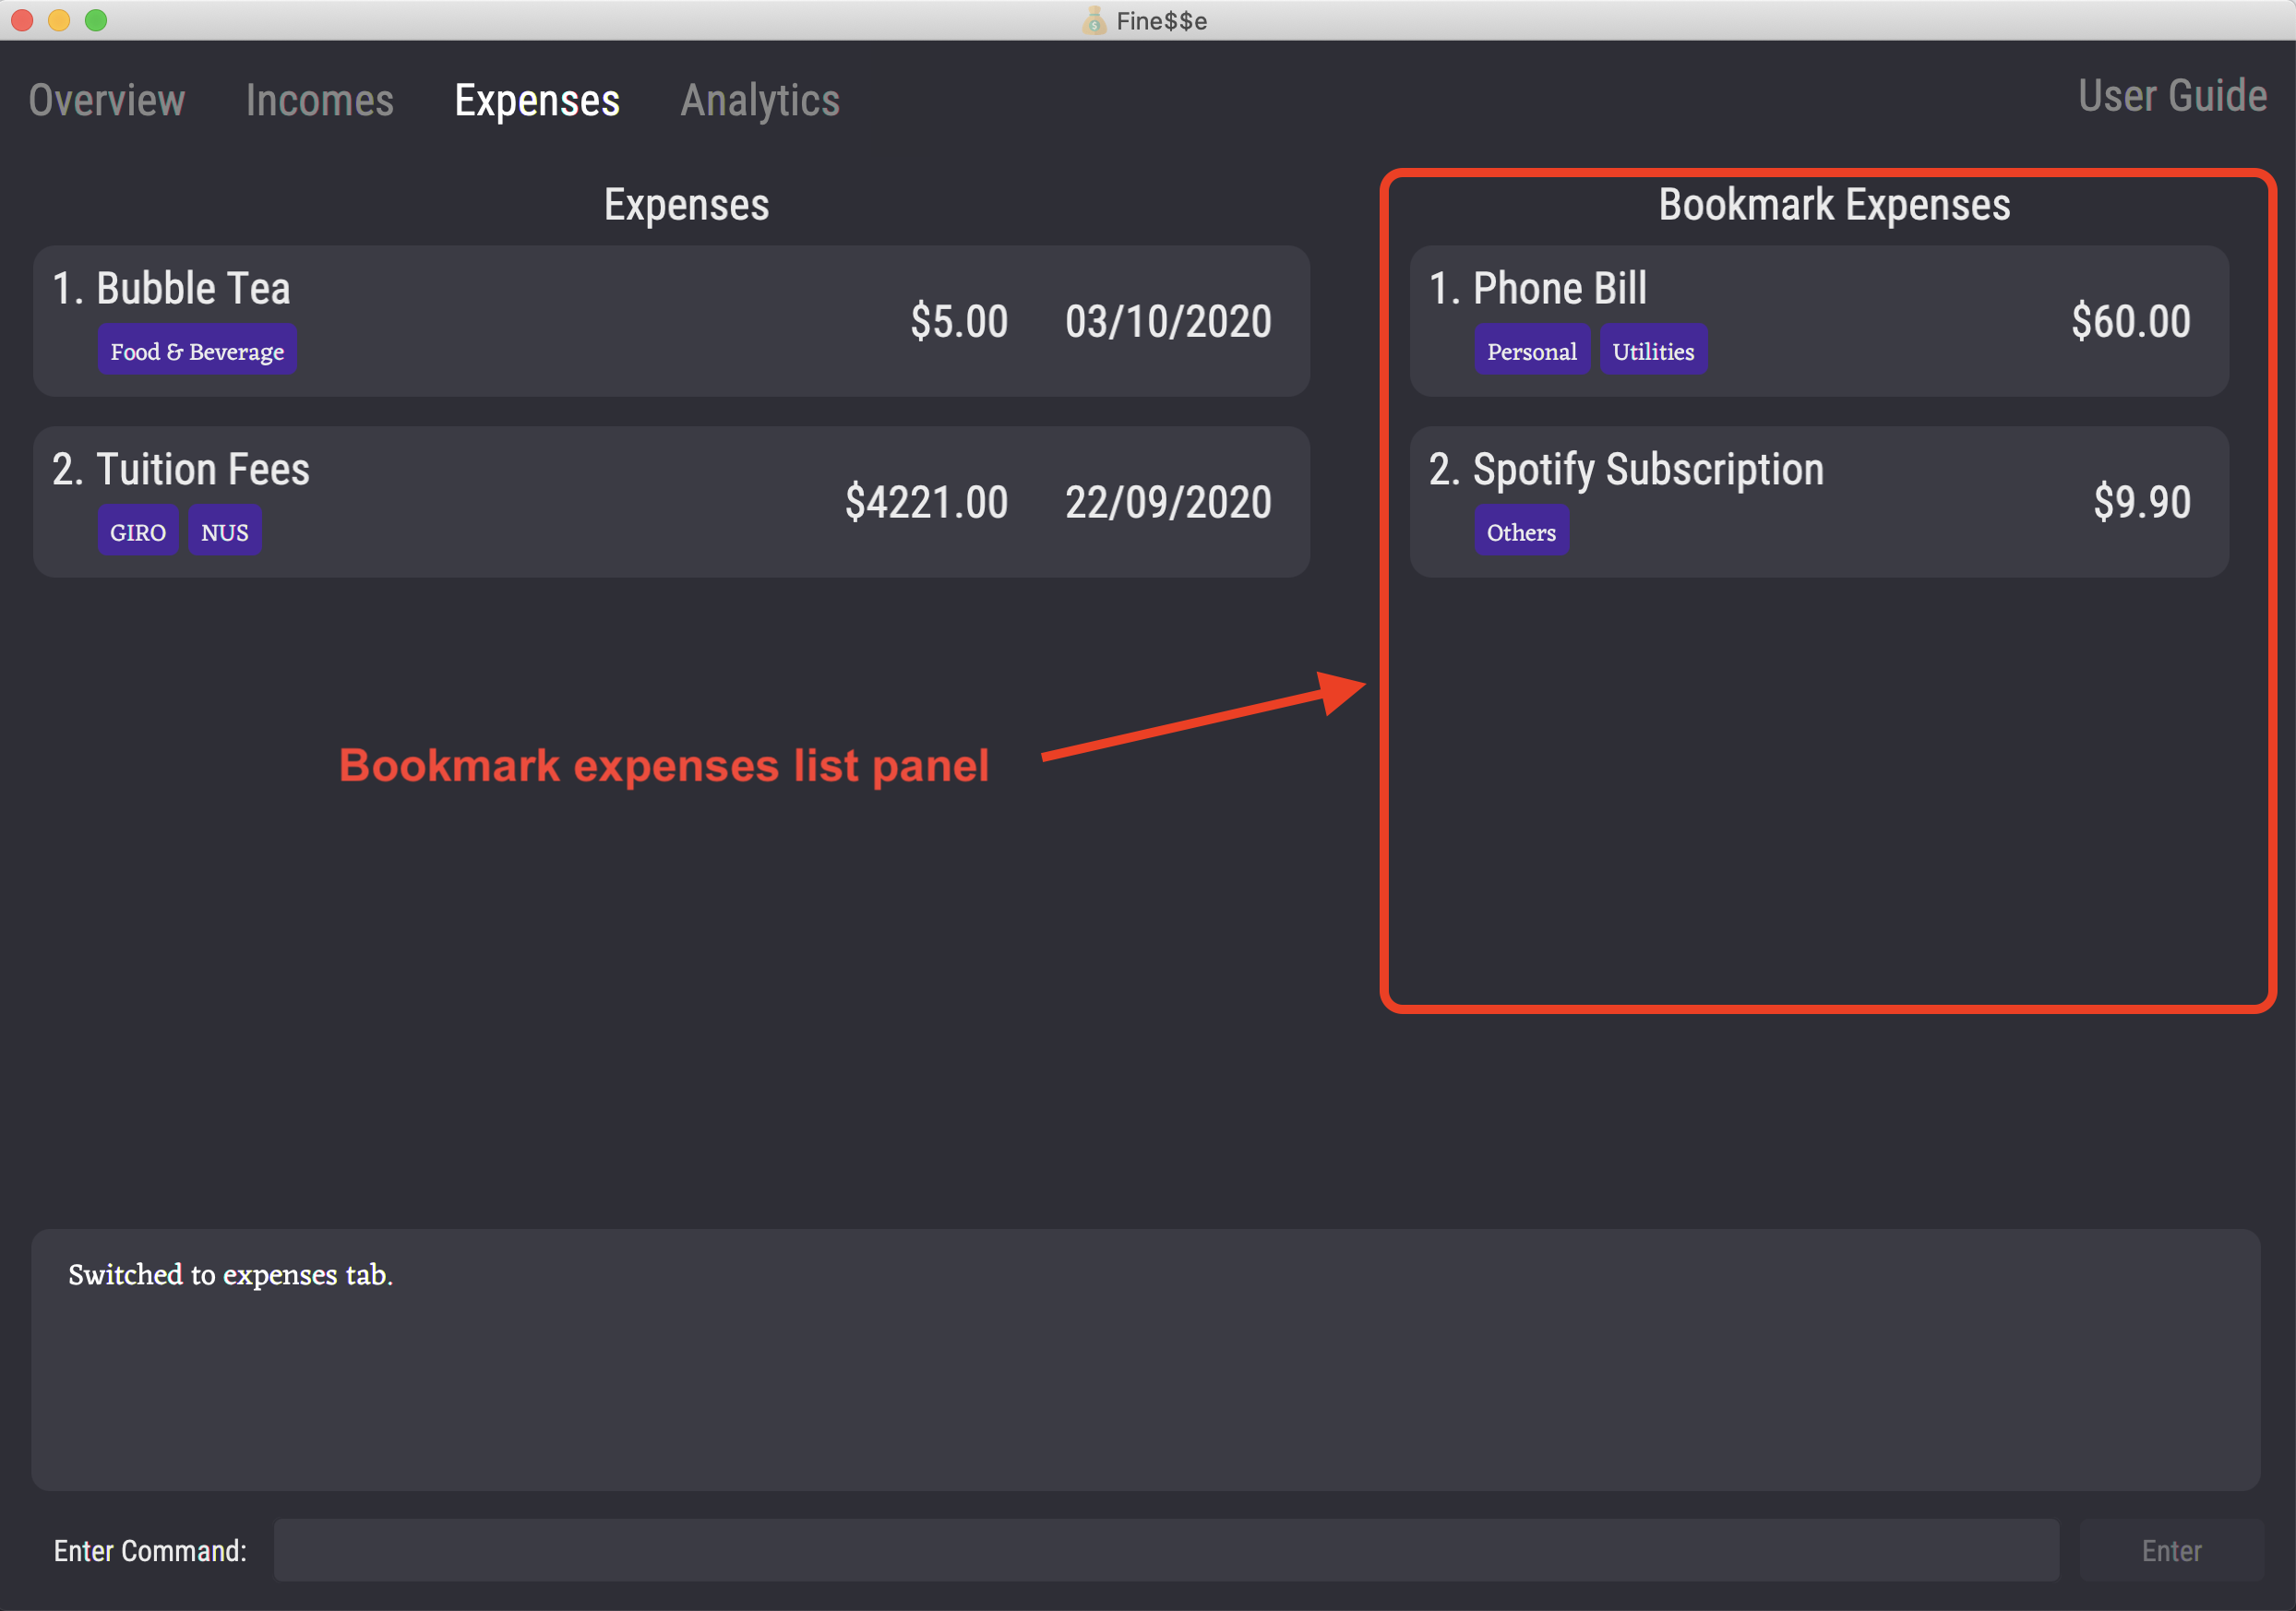 Fine$$e
Overview Incomes Expenses Analytics User Guide
Expenses
1. Bubble Tea
Food & Beverage
$5.00 03/10/2020
2. Tuition Fees
GIRO NUS
$4221.00 22/09/2020
Bookmark Expenses
1. Phone Bill
Personal Utilities
$60.00
2. Spotify Subscription
Others
$9.90
Bookmark expenses list panel
Switched to expenses tab.
Enter Command:
Enter